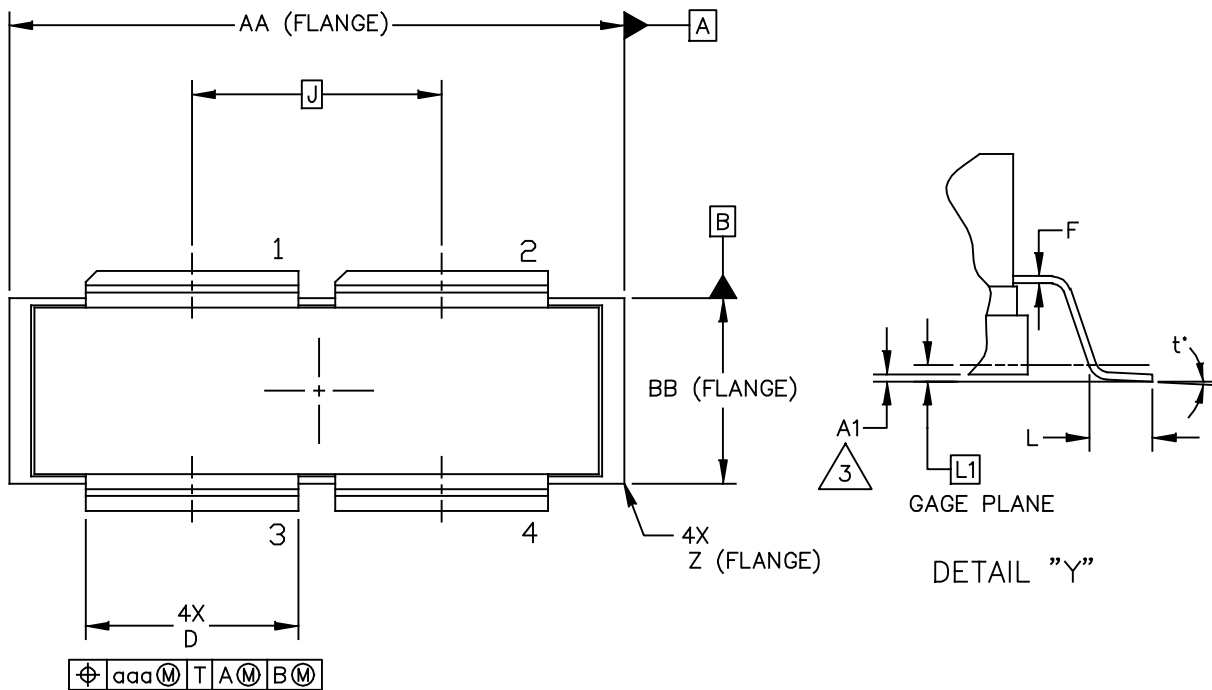 AA (FLANGE)
A
J
B
1
2
F
t°
BB (FLANGE)
A1
L
3
L1
GAGE PLANE
3
4
4X
Z (FLANGE)
DETAIL "Y"
4X
D
⌖ aaa Ⓜ T A Ⓜ B Ⓜ